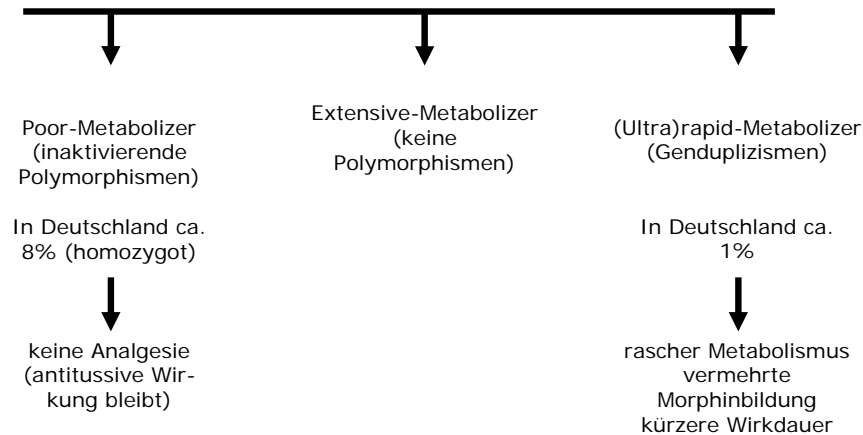 Poor-Metabolizer
(inaktivierende
Polymorphismen)
In Deutschland ca.
8% (homozygot)
keine Analgesie
(antitussive Wir-
kung bleibt)
Extensive-Metabolizer
(keine
Polymorphismen)
(Ultra)rapid-Metabolizer
(Genduplizismen)
In Deutschland ca.
1%
rascher Metabolismus
vermehrte
Morphinbildung
kürzere Wirkdauer